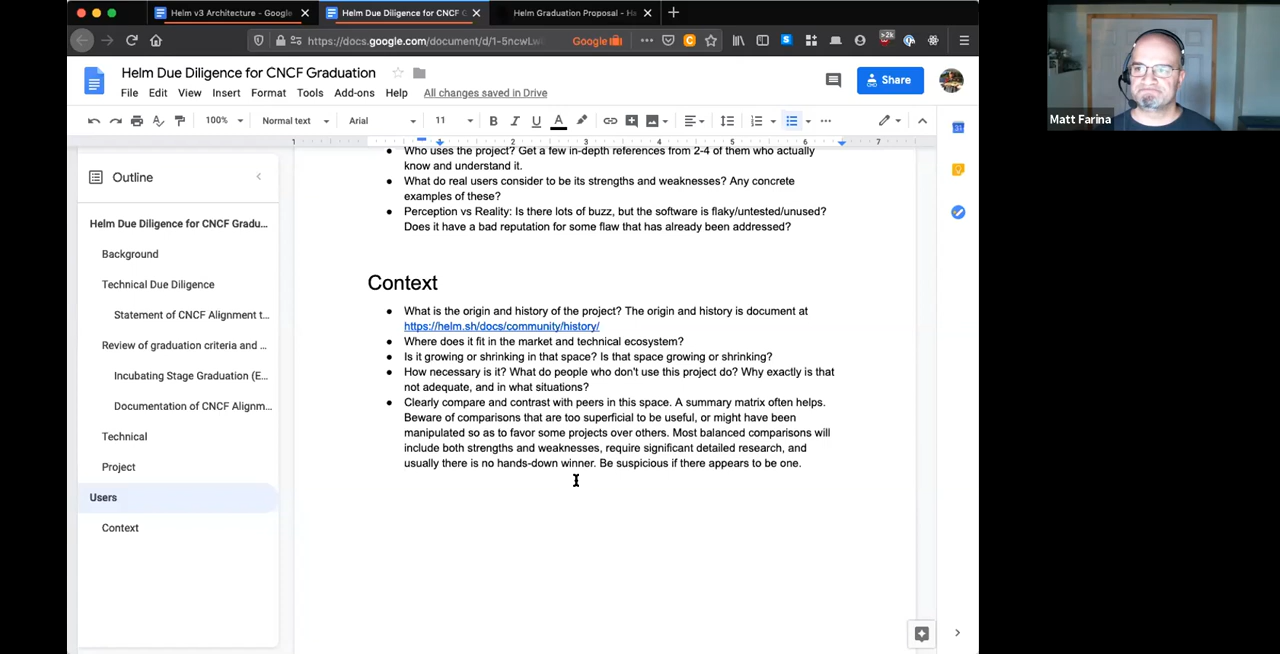 Helm v3 Architecture - Google
Helm Due Diligence for CNCF G
Helm Graduation Proposal - Ha
https://docs.google.com/document/d/1-5ncwL
Google
>2k
Helm Due Diligence for CNCF Graduation
File Edit View Insert Format Tools Add-ons Help All changes saved in Drive
Share
100% Normal text Arial 11 B I U A
1 2 3 4 5 6 7
Outline
Helm Due Diligence for CNCF Gradu...
Background
Technical Due Diligence
Statement of CNCF Alignment t...
Review of graduation criteria and ...
Incubating Stage Graduation (E...
Documentation of CNCF Alignm...
Technical
Project
Users
Context
Who uses the project? Get a few in-depth references from 2-4 of them who actually
know and understand it.
What do real users consider to be its strengths and weaknesses? Any concrete
examples of these?
Perception vs Reality: Is there lots of buzz, but the software is flaky/untested/unused?
Does it have a bad reputation for some flaw that has already been addressed?
Context
What is the origin and history of the project? The origin and history is document at
https://helm.sh/docs/community/history/
Where does it fit in the market and technical ecosystem?
Is it growing or shrinking in that space? Is that space growing or shrinking?
How necessary is it? What do people who don't use this project do? Why exactly is that
not adequate, and in what situations?
Clearly compare and contrast with peers in this space. A summary matrix often helps.
Beware of comparisons that are too superficial to be useful, or might have been
manipulated so as to favor some projects over others. Most balanced comparisons will
include both strengths and weaknesses, require significant detailed research, and
usually there is no hands-down winner. Be suspicious if there appears to be one.
Matt Farina